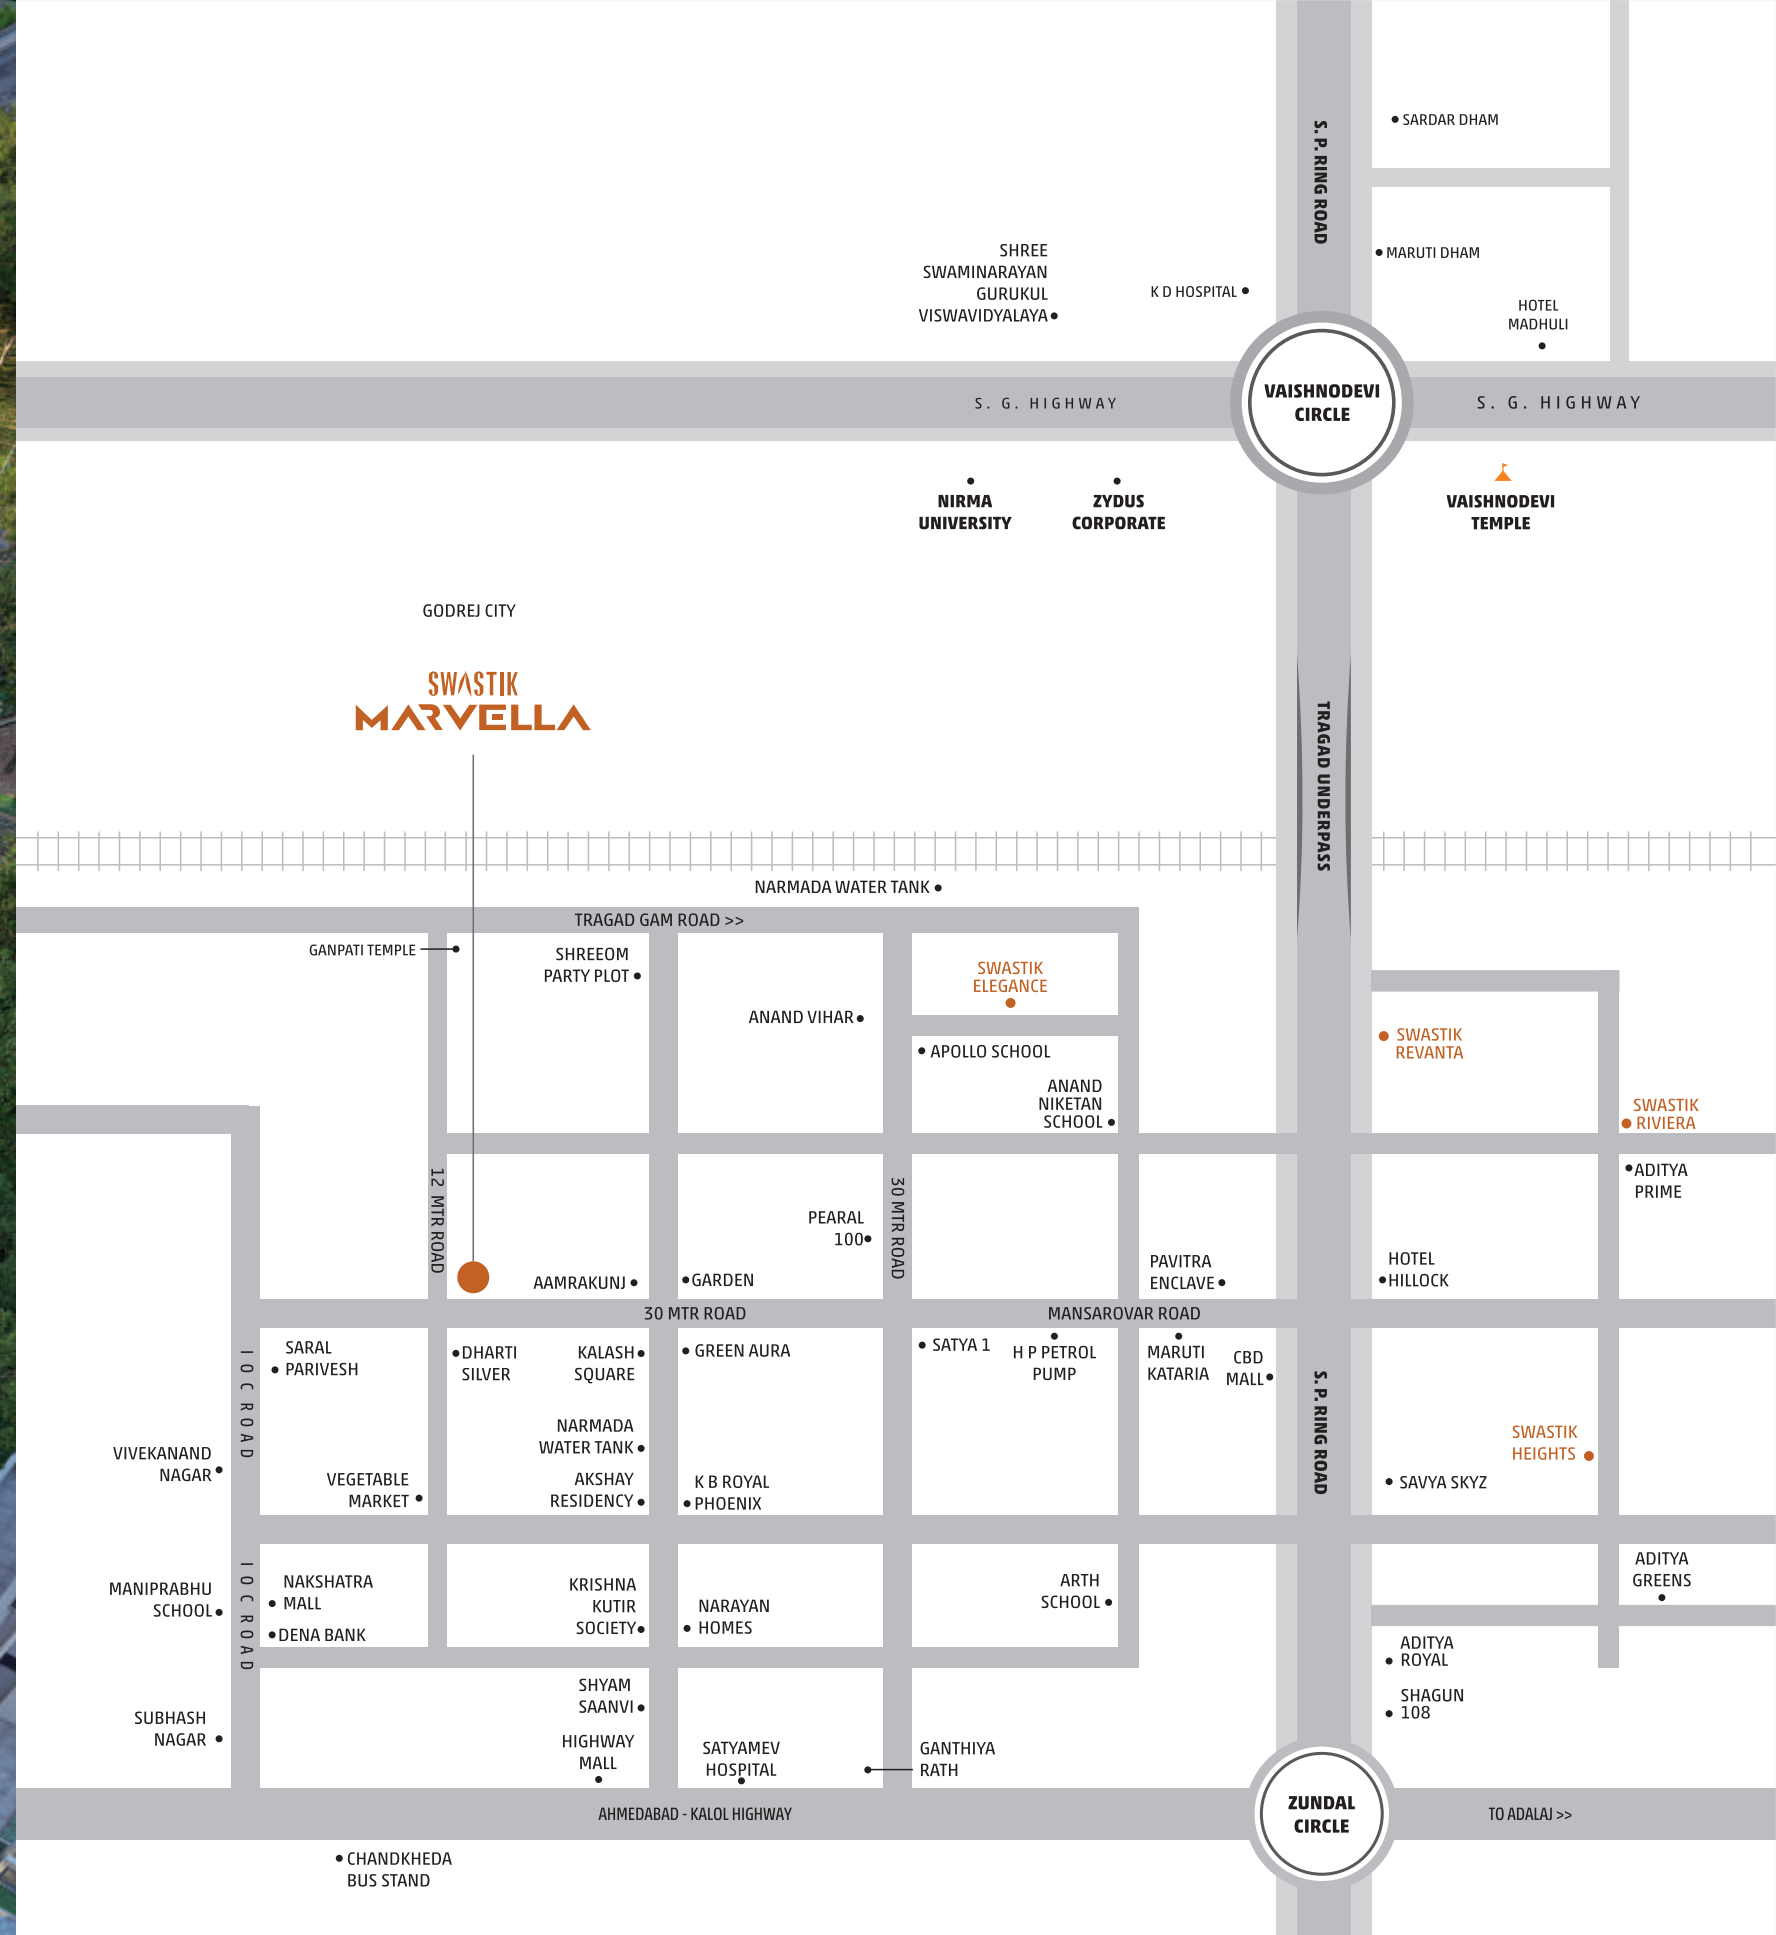 S. P. RING ROAD
SARDAR DHAM
MARUTI DHAM
SHREE
SWAMINARAYAN
GURUKUL
VISWAVIDYALAYA
K D HOSPITAL
HOTEL
MADHULI
S. G. HIGHWAY
VAISHNODEVI
CIRCLE
S. G. HIGHWAY
NIRMA
UNIVERSITY
ZYDUS
CORPORATE
VAISHNODEVI
TEMPLE
GODREJ CITY
SWASTIK
MARVELLA
TRAGAD UNDERPASS
NARMADA WATER TANK
TRAGAD GAM ROAD >>
GANPATI TEMPLE
SHREEOM
PARTY PLOT
ANAND VIHAR
SWASTIK
ELEGANCE
APOLLO SCHOOL
ANAND
NIKETAN
SCHOOL
SWASTIK
REVANTA
SWASTIK
RIVIERA
ADITYA
PRIME
12 MTR ROAD
30 MTR ROAD
PEARAL
100
AAMRAKUNJ
GARDEN
PAVITRA
ENCLAVE
HOTEL
HILLOCK
30 MTR ROAD
MANSAROVAR ROAD
IOC ROAD
SARAL
PARIVESH
DHARTI
SILVER
KALASH
SQUARE
GREEN AURA
SATYA 1
H P PETROL
PUMP
MARUTI
KATARIA
CBD
MALL
S. P. RING ROAD
NARMADA
WATER TANK
SWASTIK
HEIGHTS
VIVEKANAND
NAGAR
VEGETABLE
MARKET
AKSHAY
RESIDENCY
K B ROYAL
PHOENIX
SAVYA SKYZ
IOC ROAD
MANIPRABHU
SCHOOL
NAKSHATRA
MALL
DENA BANK
KRISHNA
KUTIR
SOCIETY
NARAYAN
HOMES
ARTH
SCHOOL
ADITYA
GREENS
ADITYA
ROYAL
SHAGUN
108
SUBHASH
NAGAR
SHYAM
SAANVI
HIGHWAY
MALL
SATYAMEV
HOSPITAL
GANTHIYA
RATH
AHMEDABAD - KALOL HIGHWAY
ZUNDAL
CIRCLE
TO ADALAJ >>
CHANDKHEDA
BUS STAND